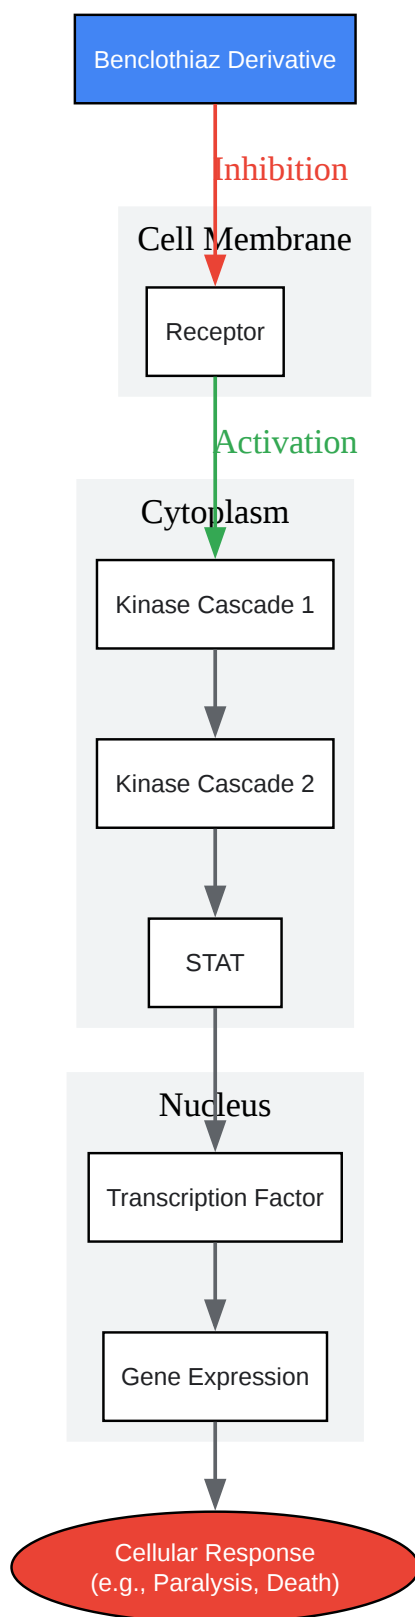 Benclothiaz Derivative
Inhibition
Cell Membrane
Receptor
Activation
Cytoplasm
Kinase Cascade 1
Kinase Cascade 2
STAT
Nucleus
Transcription Factor
Gene Expression
Cellular Response
(e.g., Paralysis, Death)